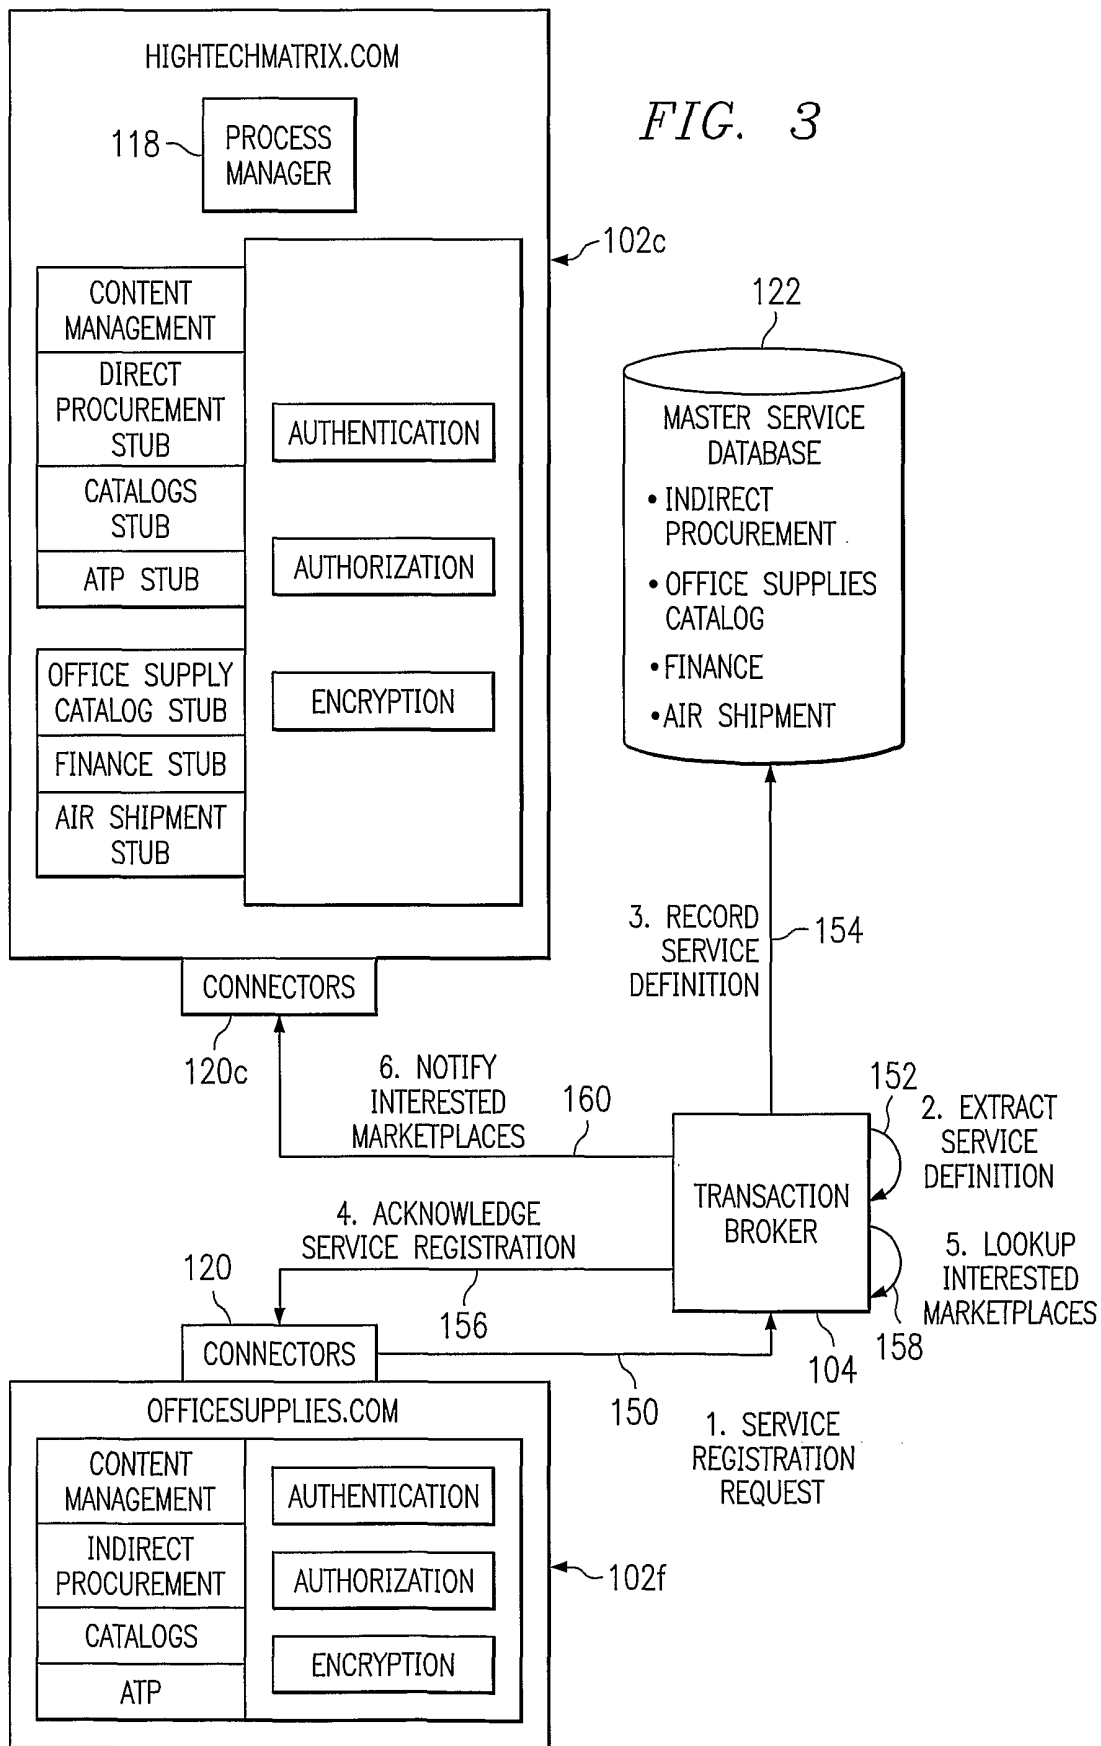 HIGHTECHMATRIX.COM
FIG. 3
118
PROCESS
MANAGER
102c
CONTENT
MANAGEMENT
DIRECT
PROCUREMENT
STUB
CATALOGS
STUB
ATP STUB
OFFICE SUPPLY
CATALOG STUB
FINANCE STUB
AIR SHIPMENT
STUB
AUTHENTICATION
AUTHORIZATION
ENCRYPTION
122
MASTER SERVICE
DATABASE
• INDIRECT
PROCUREMENT
• OFFICE SUPPLIES
CATALOG
• FINANCE
• AIR SHIPMENT
3. RECORD
SERVICE
DEFINITION
154
CONNECTORS
120c
6. NOTIFY
INTERESTED
MARKETPLACES
160
152
2. EXTRACT
SERVICE
DEFINITION
TRANSACTION
BROKER
4. ACKNOWLEDGE
SERVICE REGISTRATION
156
5. LOOKUP
INTERESTED
MARKETPLACES
158
104
120
CONNECTORS
150
1. SERVICE
REGISTRATION
REQUEST
OFFICESUPPLIES.COM
CONTENT
MANAGEMENT
INDIRECT
PROCUREMENT
CATALOGS
ATP
AUTHENTICATION
AUTHORIZATION
ENCRYPTION
102f